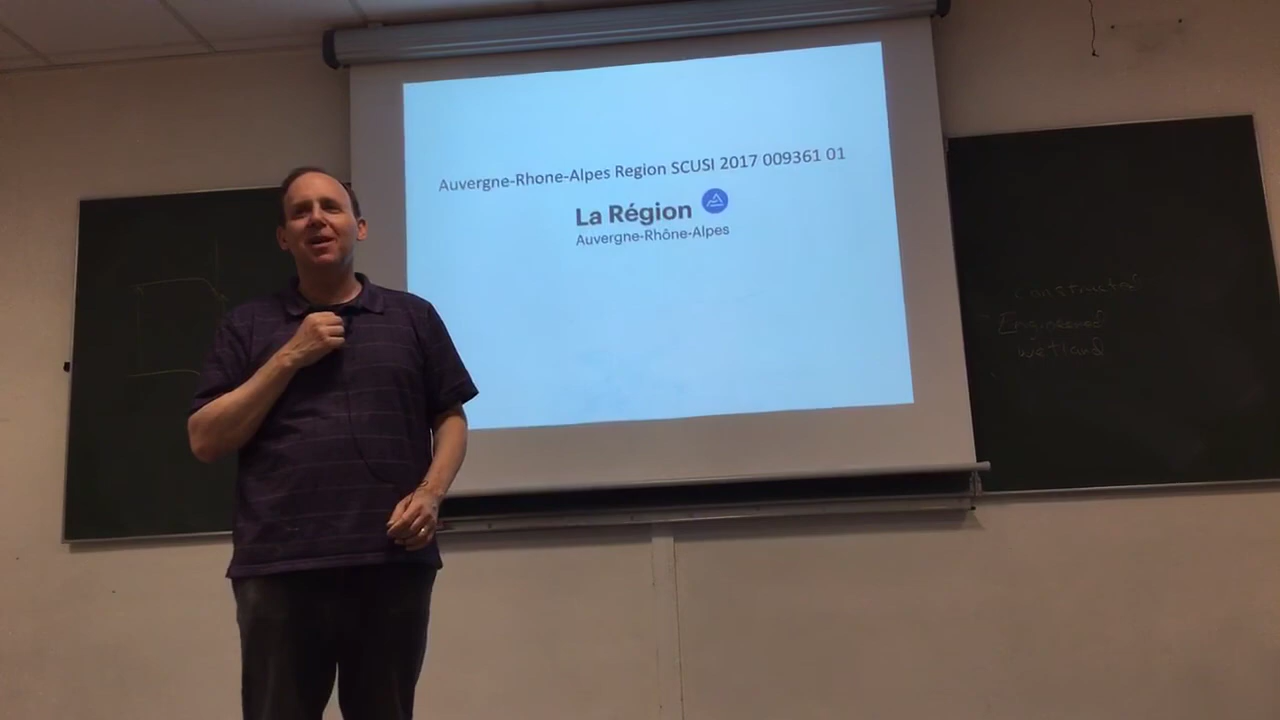 Auvergne-Rhone-Alpes Region SCUSI 2017 009361 01
La Région
Auvergne-Rhône-Alpes
constructed
Engineered
wetland